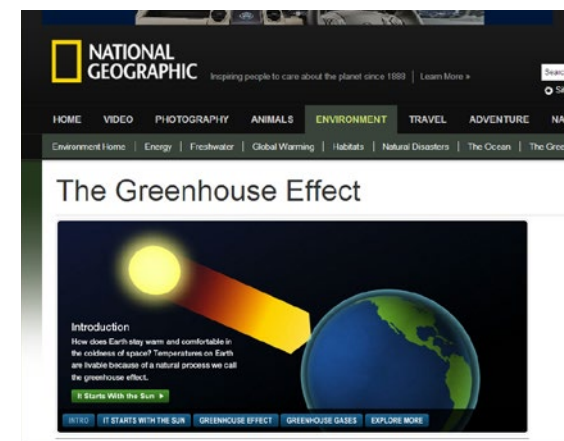 NATIONAL
GEOGRAPHIC
Inspiring people to care about the planet since 1888 | Learn More »
HOME VIDEO PHOTOGRAPHY ANIMALS ENVIRONMENT TRAVEL ADVENTURE
Environment Home | Energy | Freshwater | Global Warming | Habitats | Natural Disasters | The Ocean | The
The Greenhouse Effect
Introduction
How does Earth stay warm and comfortable in
the coldness of space? Temperatures on Earth
are livable because of a natural process we call
the greenhouse effect.
It Starts With the Sun
INTRO IT STARTS WITH THE SUN GREENHOUSE EFFECT GREENHOUSE GASES EXPLORE MORE